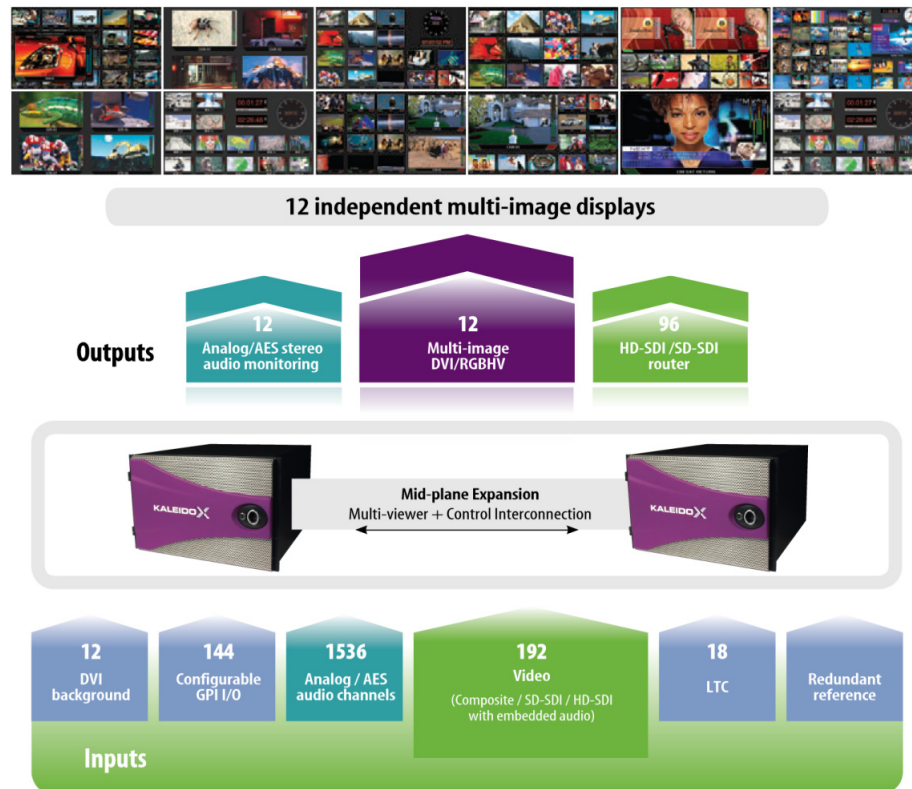 12 independent multi-image displays
Outputs
12
Analog/AES stereo
audio monitoring
12
Multi-image
DVI/RGBHV
96
HD-SDI /SD-SDI
router
KALEIDOX
Mid-plane Expansion
Multi-viewer + Control Interconnection
KALEIDOX
12
DVI
background
144
Configurable
GPI I/O
1536
Analog / AES
audio channels
192
Video
(Composite / SD-SDI / HD-SDI
with embedded audio)
18
LTC
Redundant
reference
Inputs